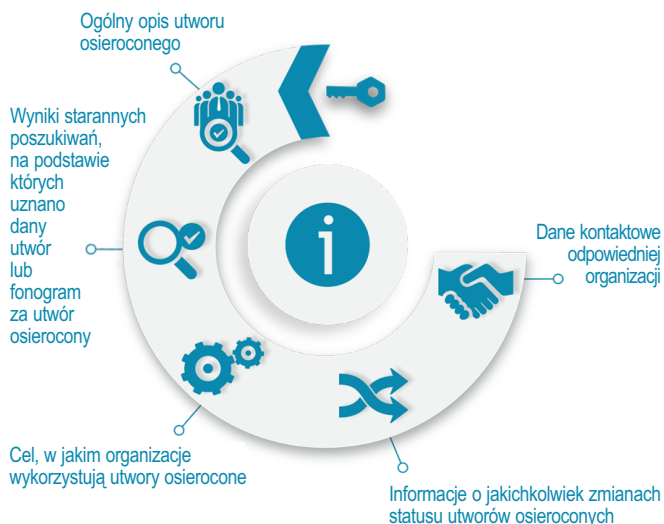 Ogólny opis utworu
osieroconego
Wyniki starannych
poszukiwań,
na podstawie
których
uznano
dany
utwór
lub
fonogram
za utwór
osierocony
Cel, w jakim organizacje
wykorzystują utwory osierocone
Informacje o jakichkolwiek zmianach
statusu utworów osieroconych
Dane kontaktowe
odpowiedniej
organizacji
i